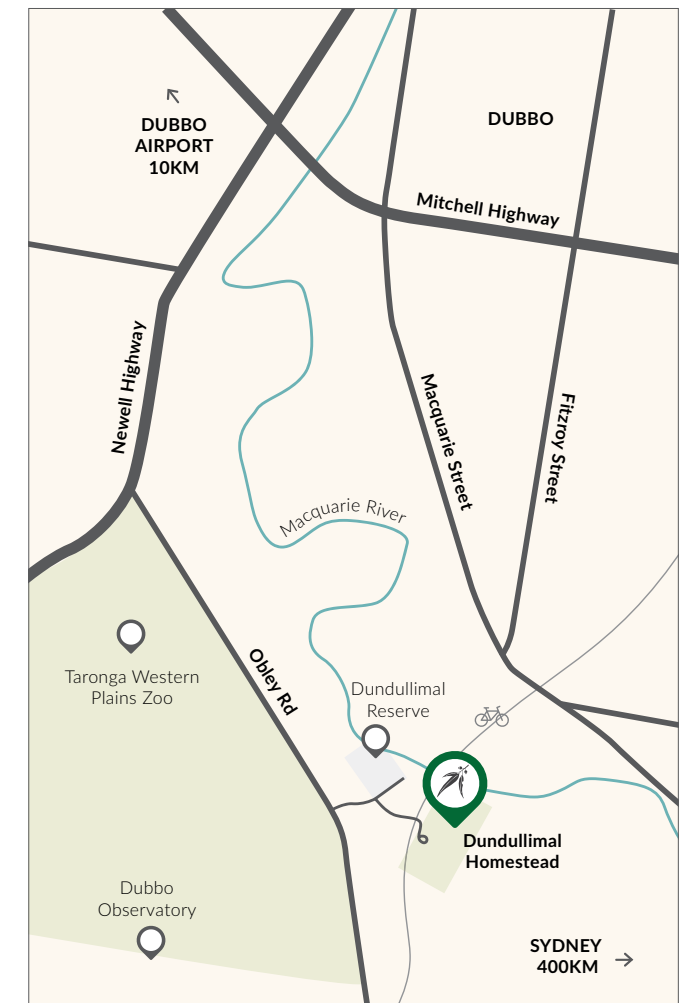 DUBBO
AIRPORT
10KM
DUBBO
Mitchell Highway
Newell Highway
Macquarie Street
Fitzroy Street
Macquarie River
Taronga Western
Plains Zoo
Obley Rd
Dundullimal
Reserve
Dundullimal
Homestead
Dubbo
Observatory
SYDNEY
400KM